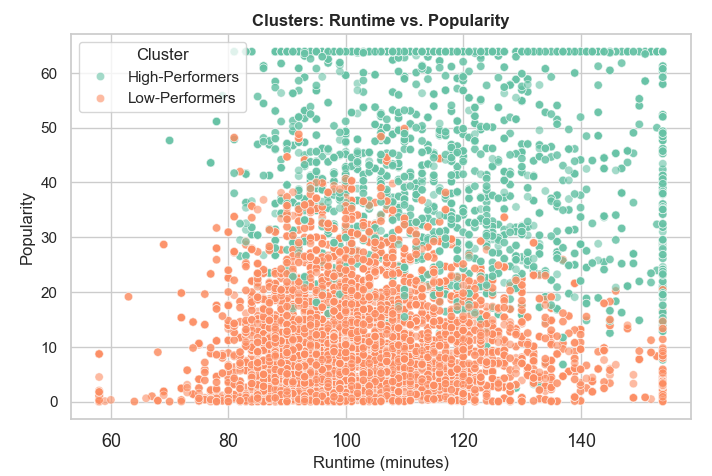 Clusters: Runtime vs. Popularity
Cluster
High-Performers
Low-Performers
Popularity
60
50
40
30
20
10
0
60
80
100
120
140
Runtime (minutes)